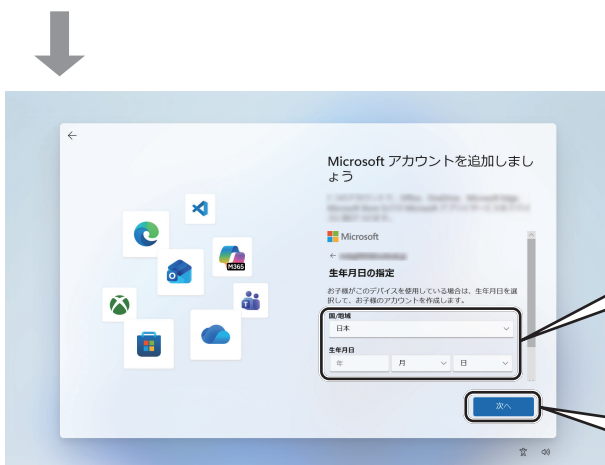 Microsoft アカウントを追加しまし
ょう
Microsoft
生年月日の指定
お子様がこのデバイスを使用している場合は、生年月日を選
択して、お子様のアカウントを作成します。
国/地域
日本
生年月日
年 月 日
次へ
M365